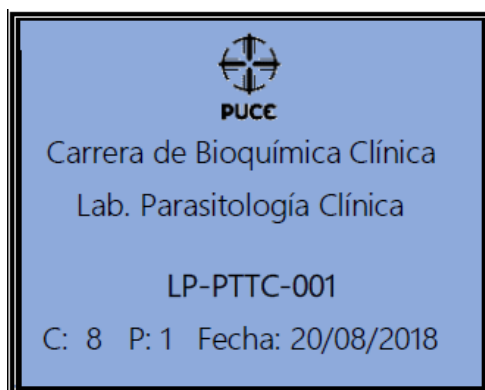 PUCE
Carrera de Bioquímica Clínica
Lab. Parasitología Clínica
LP-PTTC-001
C: 8 P: 1 Fecha: 20/08/2018